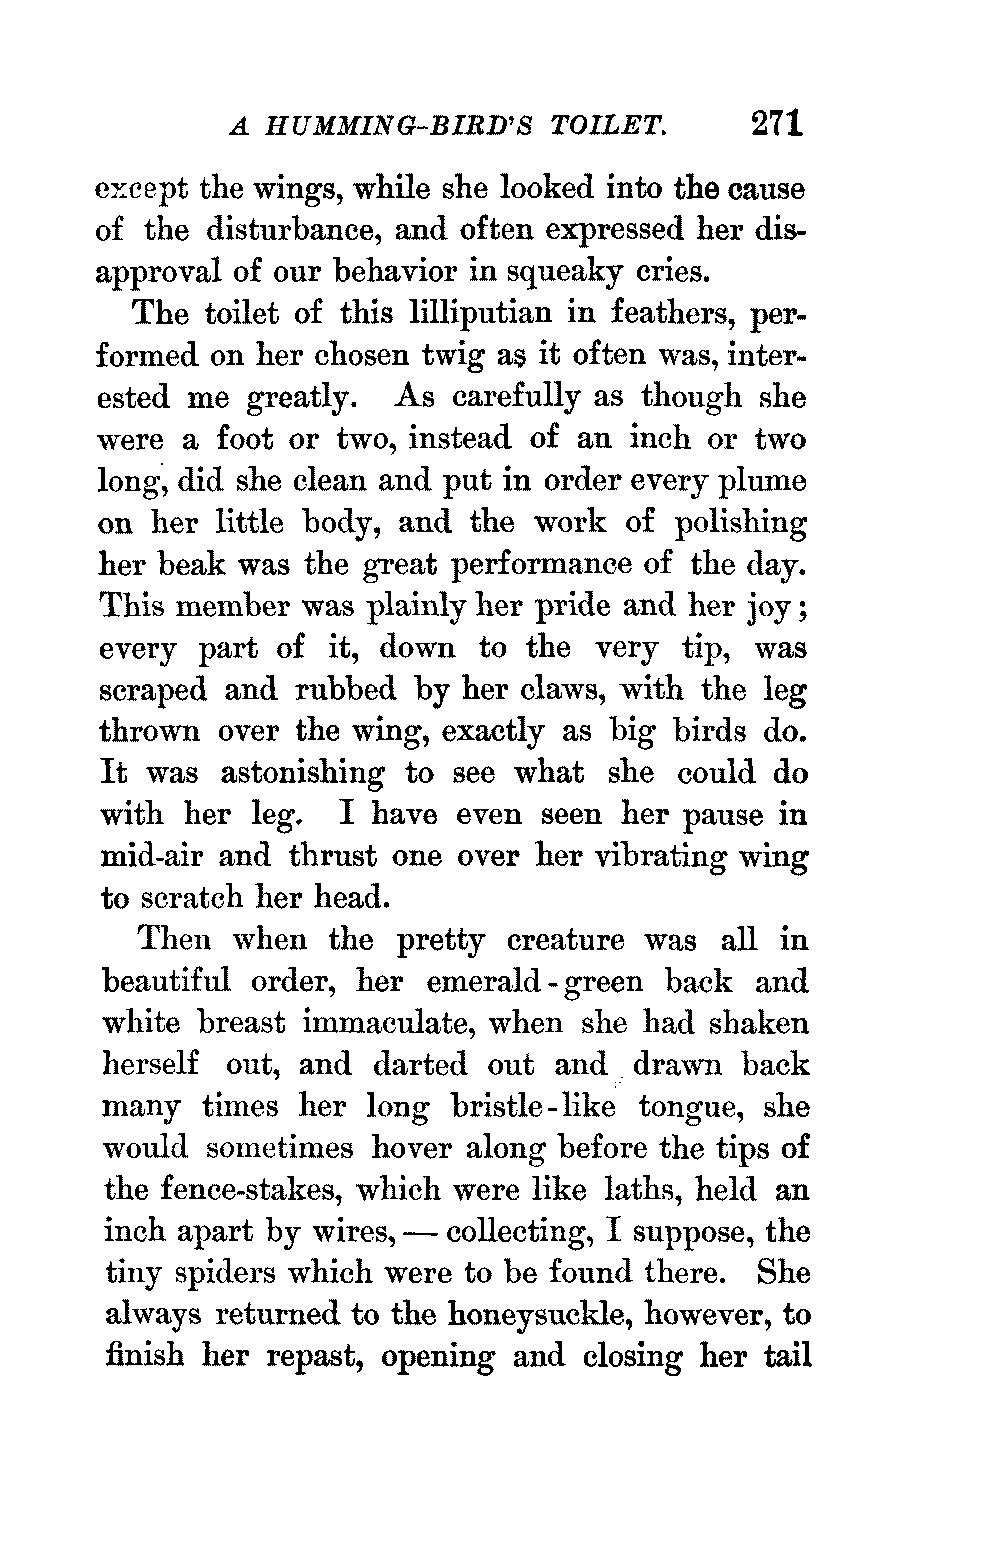 A HUMMING-BIRD'S TOILET. 271
except the wings, while she looked into the cause
of the disturbance, and often expressed her dis-
approval of our behavior in squeaky cries.
The toilet of this lilliputian in feathers, per-
formed on her chosen twig as it often was, inter-
ested me greatly. As carefully as though she
were a foot or two, instead of an inch or two
long, did she clean and put in order every plume
on her little body, and the work of polishing
her beak was the great performance of the day.
This member was plainly her pride and her joy;
every part of it, down to the very tip, was
scraped and rubbed by her claws, with the leg
thrown over the wing, exactly as big birds do.
It was astonishing to see what she could do
with her leg. I have even seen her pause in
mid-air and thrust one over her vibrating wing
to scratch her head.
Then when the pretty creature was all in
beautiful order, her emerald-green back and
white breast immaculate, when she had shaken
herself out, and darted out and drawn back
many times her long bristle-like tongue, she
would sometimes hover along before the tips of
the fence-stakes, which were like laths, held an
inch apart by wires, — collecting, I suppose, the
tiny spiders which were to be found there. She
always returned to the honeysuckle, however, to
finish her repast, opening and closing her tail